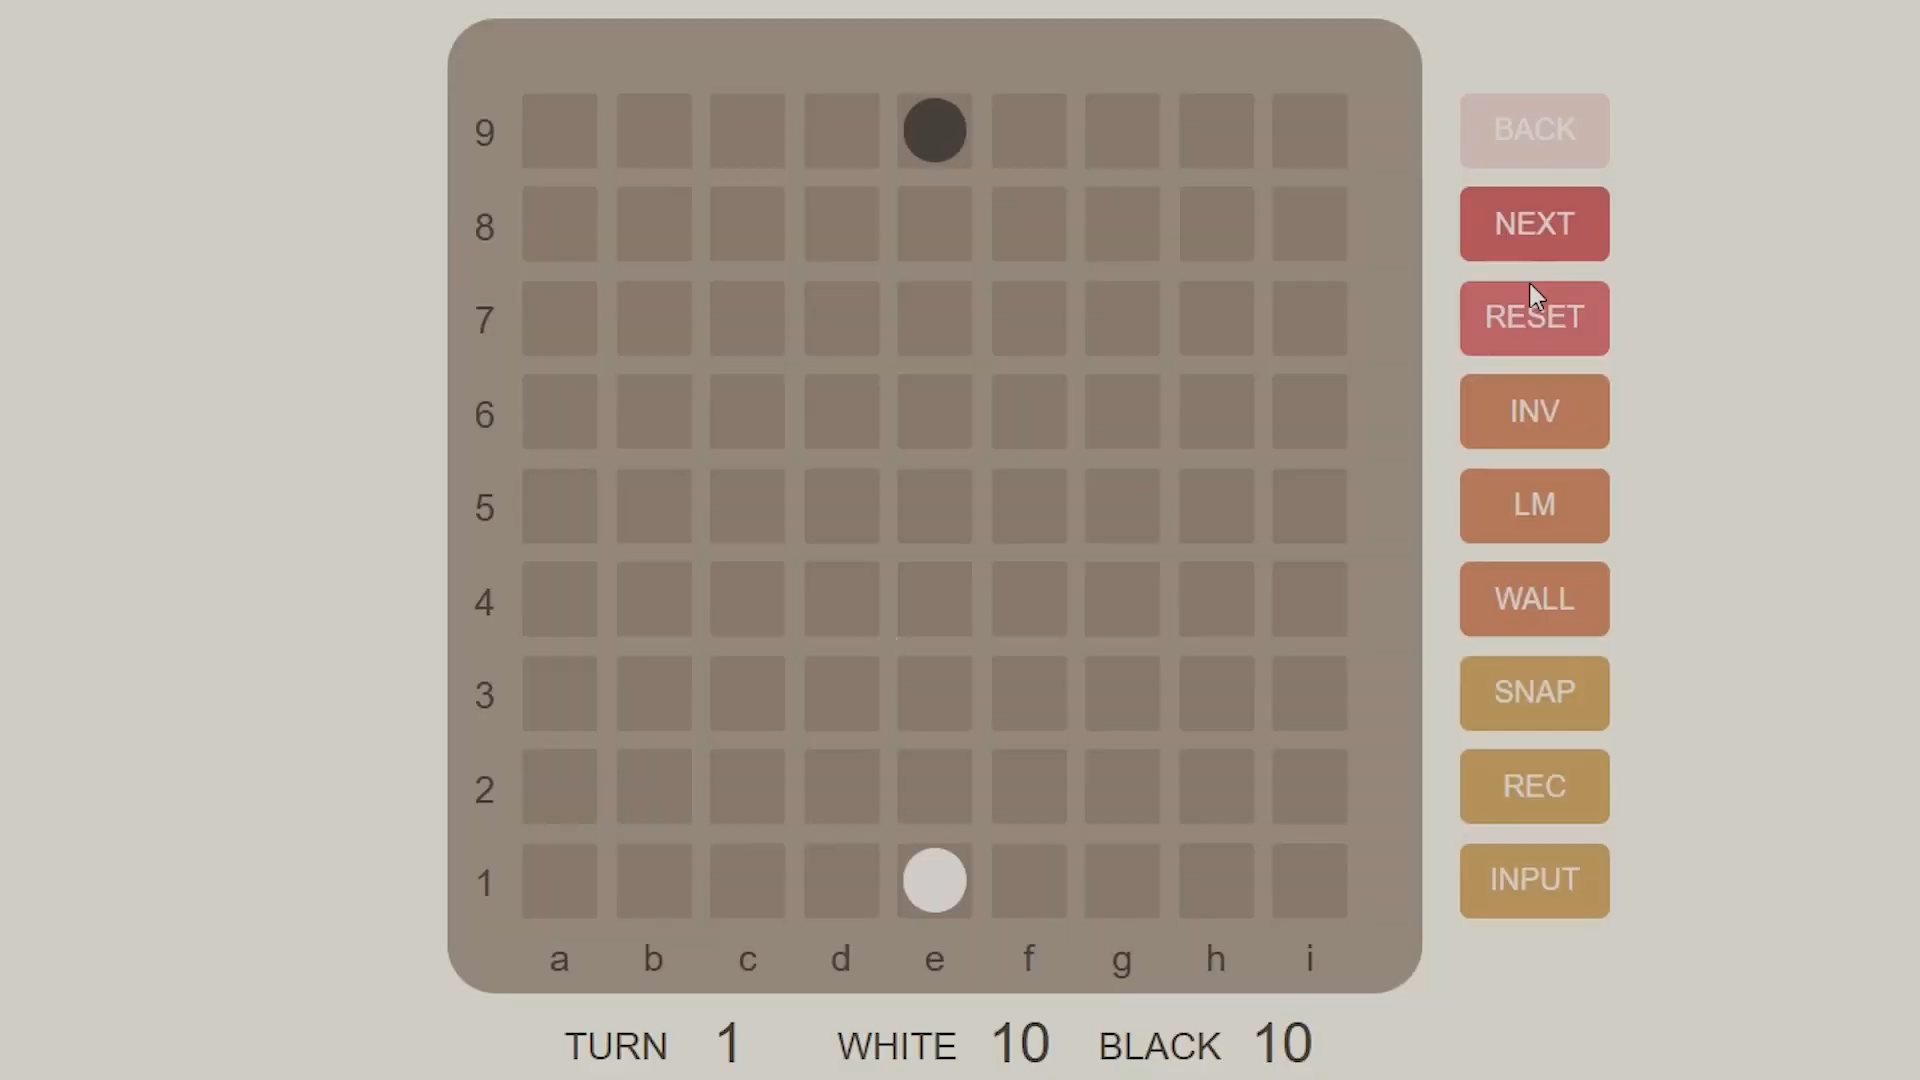 9 BACK
8 NEXT
7 RESET
6 INV
5 LM
4 WALL
3 SNAP
2 REC
1 INPUT
a b c d e f g h i
TURN 1 WHITE 10 BLACK 10